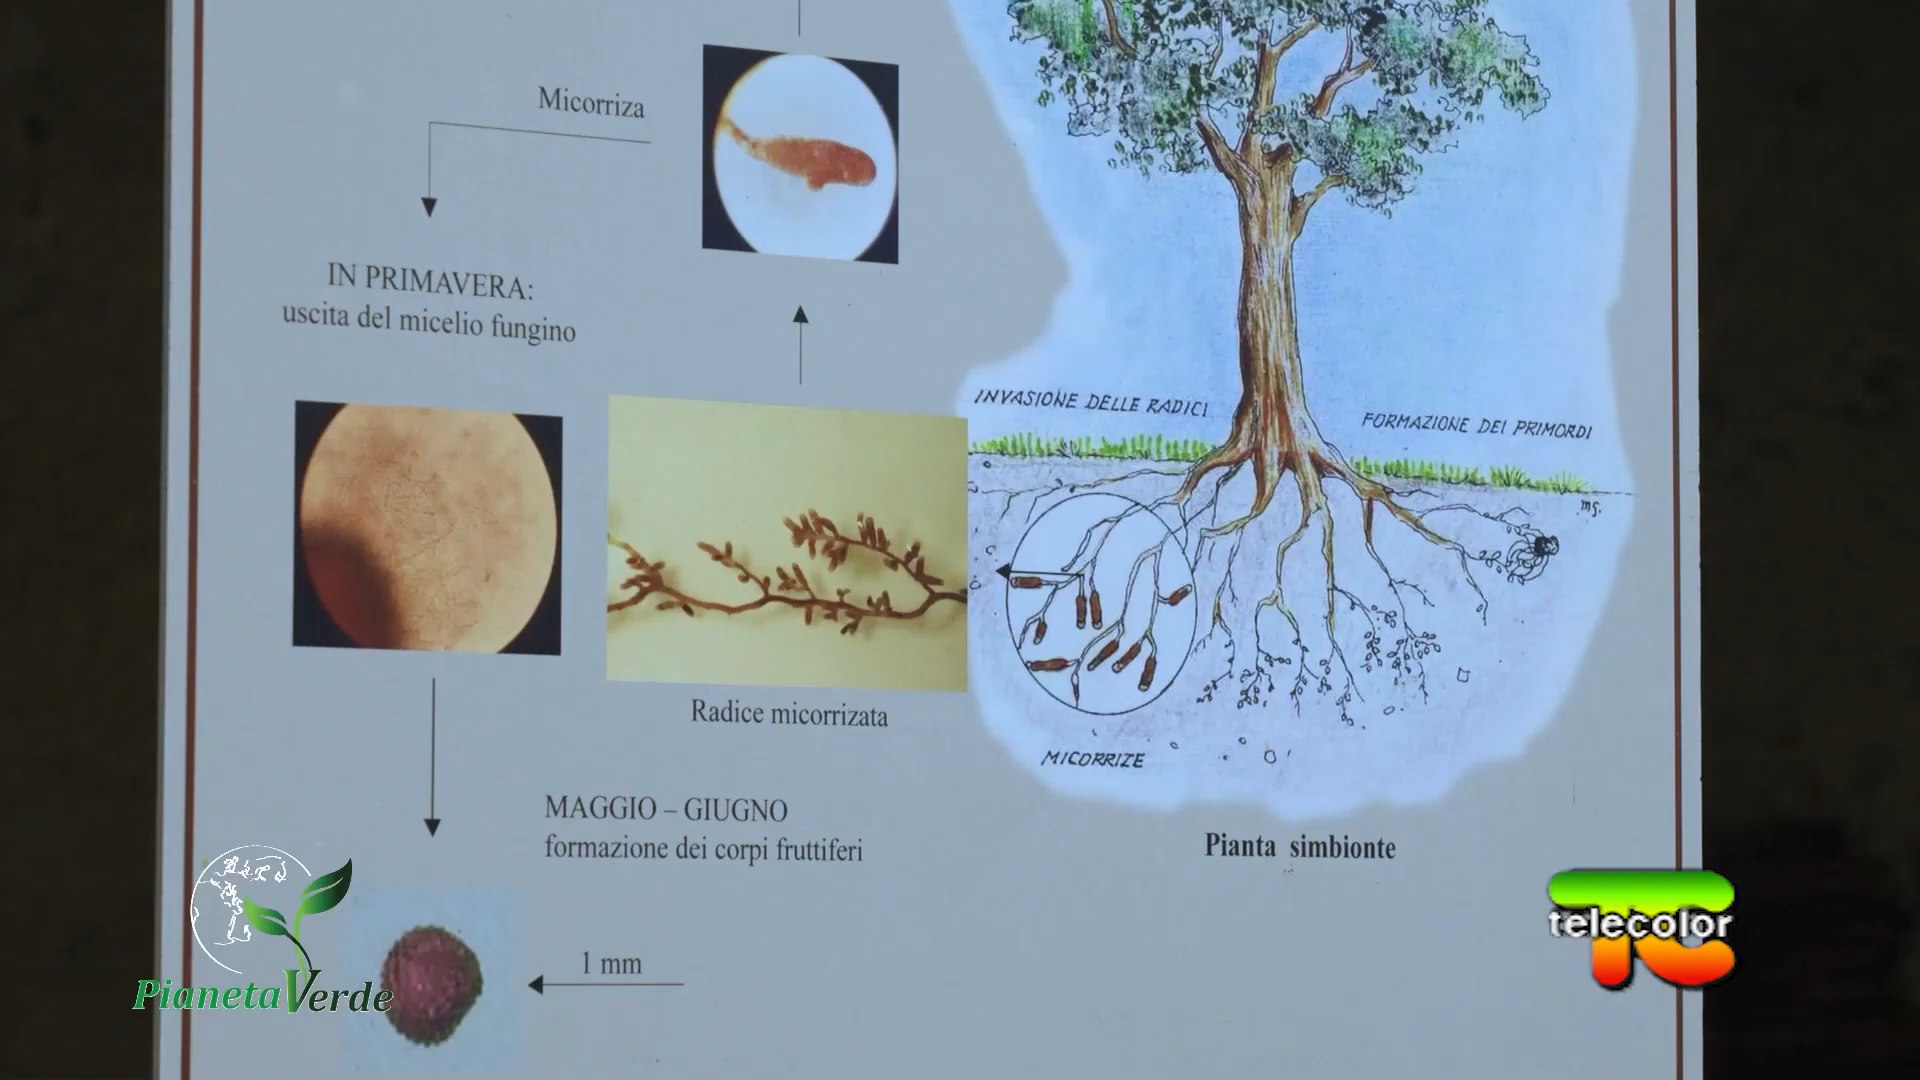 Micorriza
IN PRIMAVERA:
uscita del micelio fungino
INVASIONE DELLE RADICI
FORMAZIONE DEI PRIMORDI
ms.
Radice micorrizata
MICORRIZE
MAGGIO – GIUGNO
formazione dei corpi fruttiferi
Pianta simbionte
1 mm
PianetaVerde
TC
telecolor